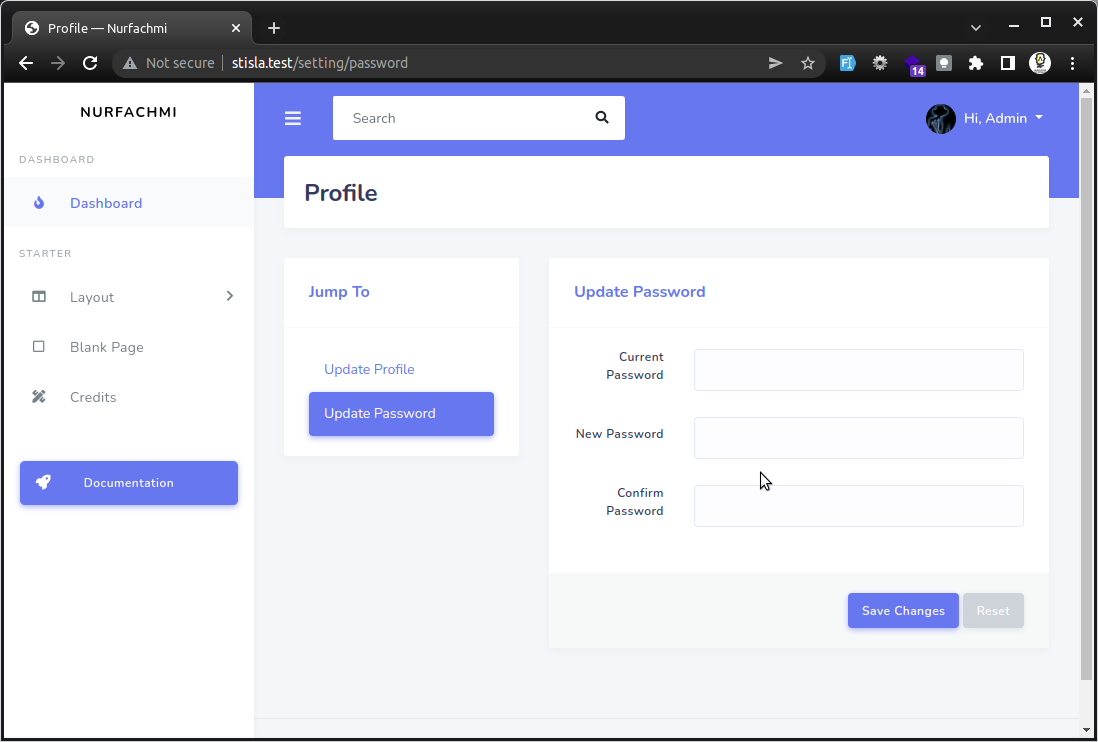 Profile — Nurfachmi
Not secure
stisla.test/setting/password
14
NURFACHMI
Search
Hi, Admin
DASHBOARD
Dashboard
STARTER
Layout
Blank Page
Credits
Documentation
Profile
Jump To
Update Profile
Update Password
Update Password
Current
Password
New Password
Confirm
Password
Save Changes
Reset